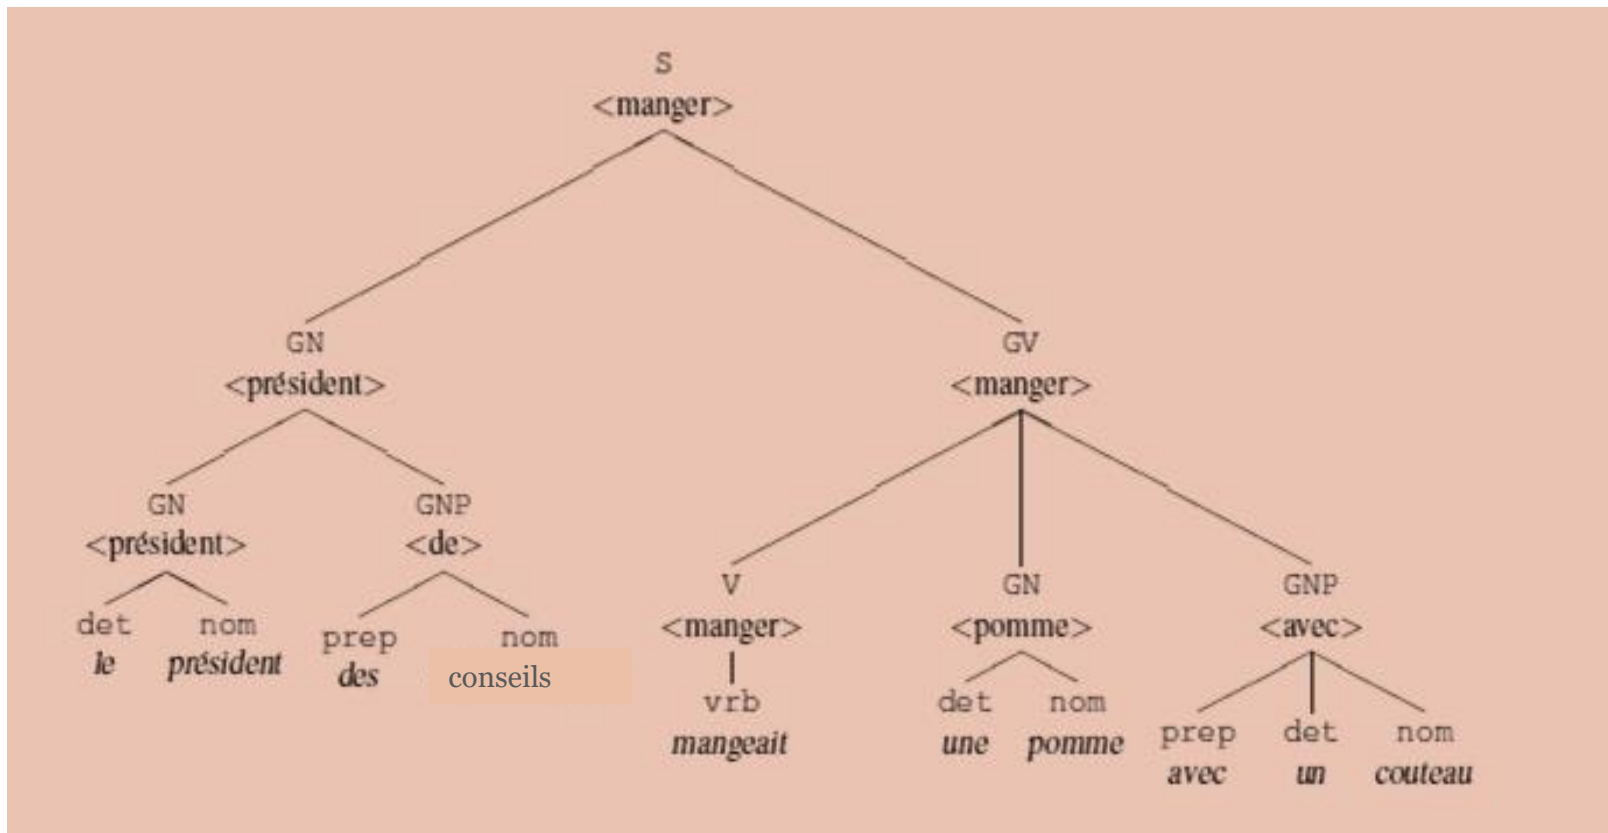 S
<manger>
GN GV
<président> <manger>
GN GNP
<président> <de>
V GN GNP
<manger> <pomme> <avec>
det nom prep nom
le président des conseils
vrb det nom prep det nom
mangeait une pomme avec un couteau